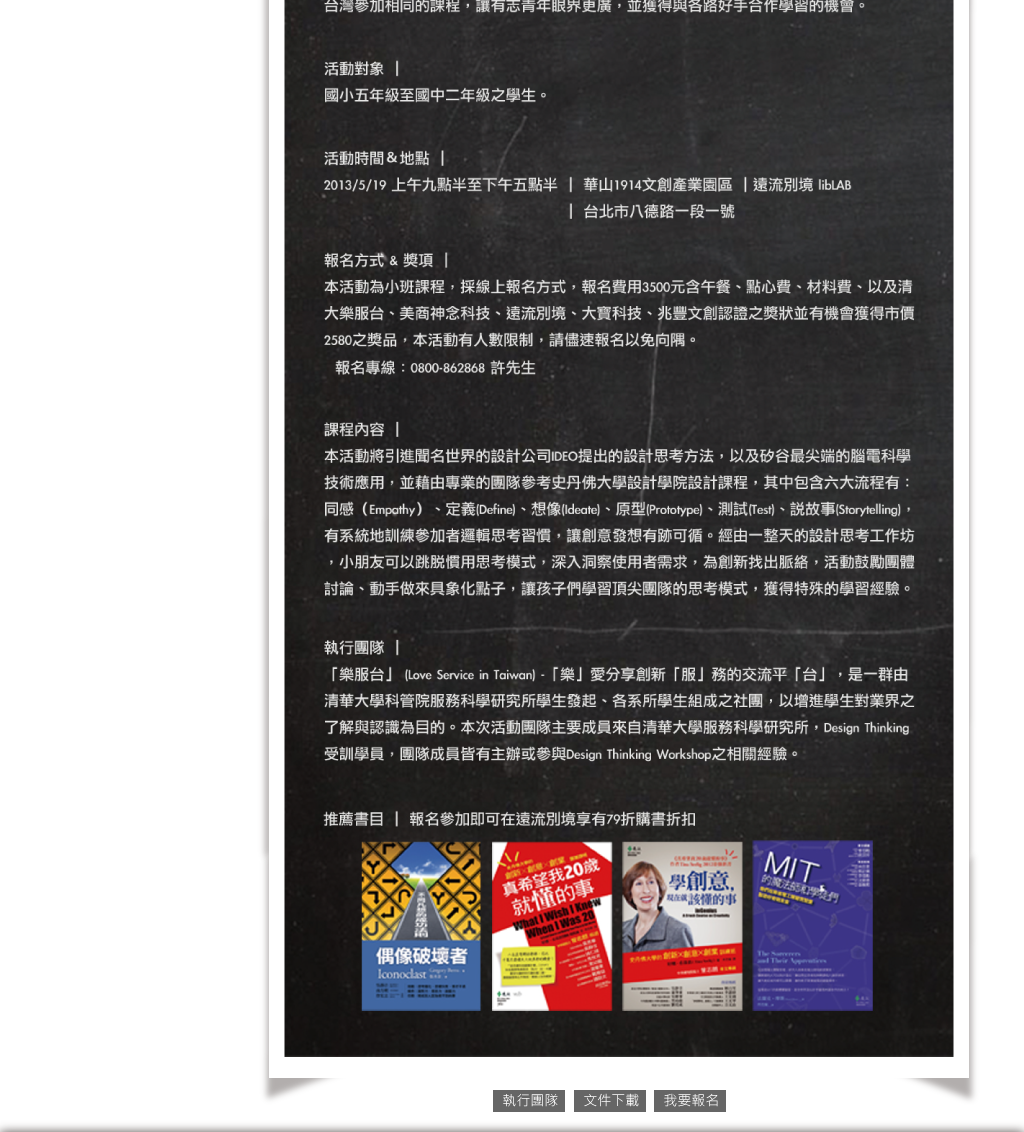 台灣參加相同的課程，讓有志青年眼界更廣，並獲得與各路好手合作學習的機會。
活動對象 |
國小五年級至國中二年級之學生。
活動時間&地點 |
2013/5/19 上午九點半至下午五點半 | 華山1914文創產業園區 | 遠流別境 libLAB
| 台北市八德路一段一號
報名方式 & 獎項 |
本活動為小班課程，採線上報名方式，報名費用3500元含午餐、點心費、材料費、以及清
大樂服台、美商神念科技、遠流別境、大寶科技、兆豐文創認證之獎狀並有機會獲得市價
2580之獎品，本活動有人數限制，請儘速報名以免向隅。
報名專線：0800-862868 許先生
課程內容 |
本活動將引進聞名世界的設計公司IDEO提出的設計思考方法，以及矽谷最尖端的腦電科學
技術應用，並藉由專業的團隊參考史丹佛大學設計學院設計課程，其中包含六大流程有：
同感（Empathy）、定義(Define)、想像(Ideate)、原型(Prototype)、測試(Test)、說故事(Storytelling)，
有系統地訓練參加者邏輯思考習慣，讓創意發想有跡可循。經由一整天的設計思考工作坊
，小朋友可以跳脫慣用思考模式，深入洞察使用者需求，為創新找出脈絡，活動鼓勵團體
討論、動手做來具象化點子，讓孩子們學習頂尖團隊的思考模式，獲得特殊的學習經驗。
執行團隊 |
「樂服台」 (Love Service in Taiwan) -「樂」愛分享創新「服」務的交流平「台」，是一群由
清華大學科管院服務科學研究所學生發起、各系所學生組成之社團，以增進學生對業界之
了解與認識為目的。本次活動團隊主要成員來自清華大學服務科學研究所，Design Thinking
受訓學員，團隊成員皆有主辦或參與Design Thinking Workshop之相關經驗。
推薦書目 | 報名參加即可在遠流別境享有79折購書折扣
偶像破壞者
Iconoclast
創新×創意×創業
真希望我20歲
就懂的事
What I Wish I Knew
When I Was 20
學創意，
現在就該懂的事
inGenius
創新×創意×創業
MIT
的魔法師和學徒們
The Sorcerers
and Their Apprentices
執行團隊
文件下載
我要報名